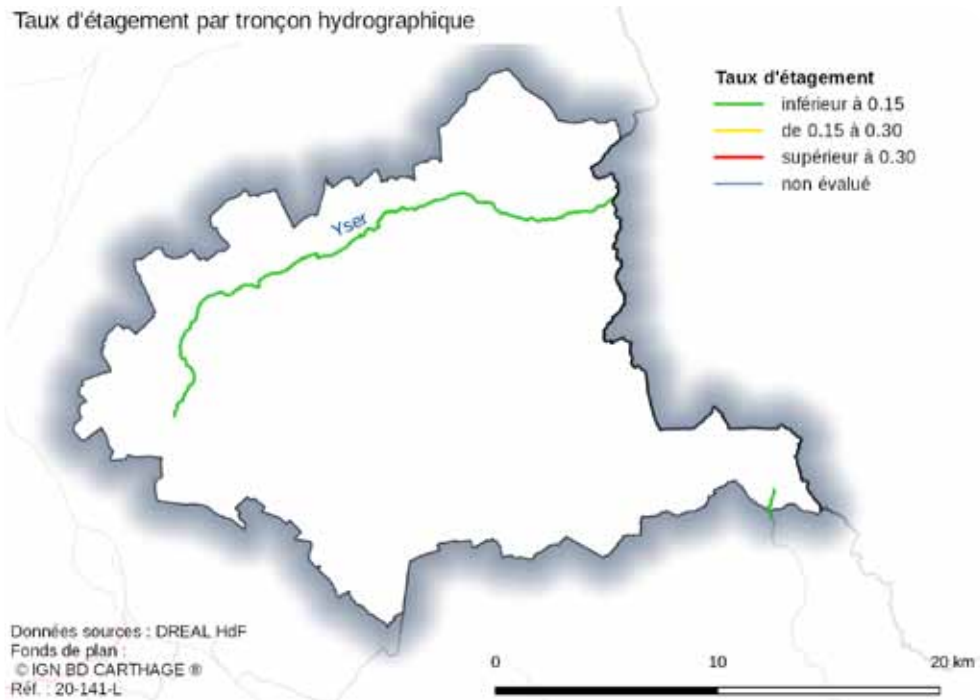 Taux d'étagement par tronçon hydrographique
Taux d'étagement
inférieur à 0.15
de 0.15 à 0.30
supérieur à 0.30
non évalué
Yser
Données sources : DREAL HdF
Fonds de plan :
© IGN BD CARTHAGE ®
Réf. : 20-141-L
0 10 20 km